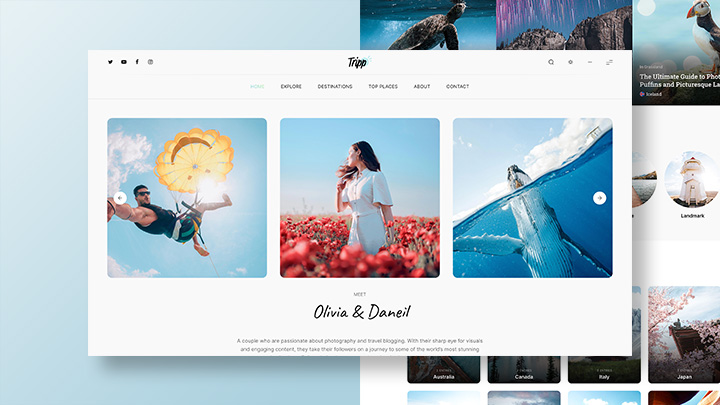 Tripp
HOME EXPLORE DESTINATIONS TOP PLACES ABOUT CONTACT
MEET
Olivia & Daneil
A couple who are passionate about photography and travel blogging. With their sharp eye for visuals
and engaging content, they take their followers on a journey to some of the world's most stunning
The Ultimate Guide to Phot
Puffins and Picturesque La
Iceland
Landmark
Australia
Canada
Italy
Japan